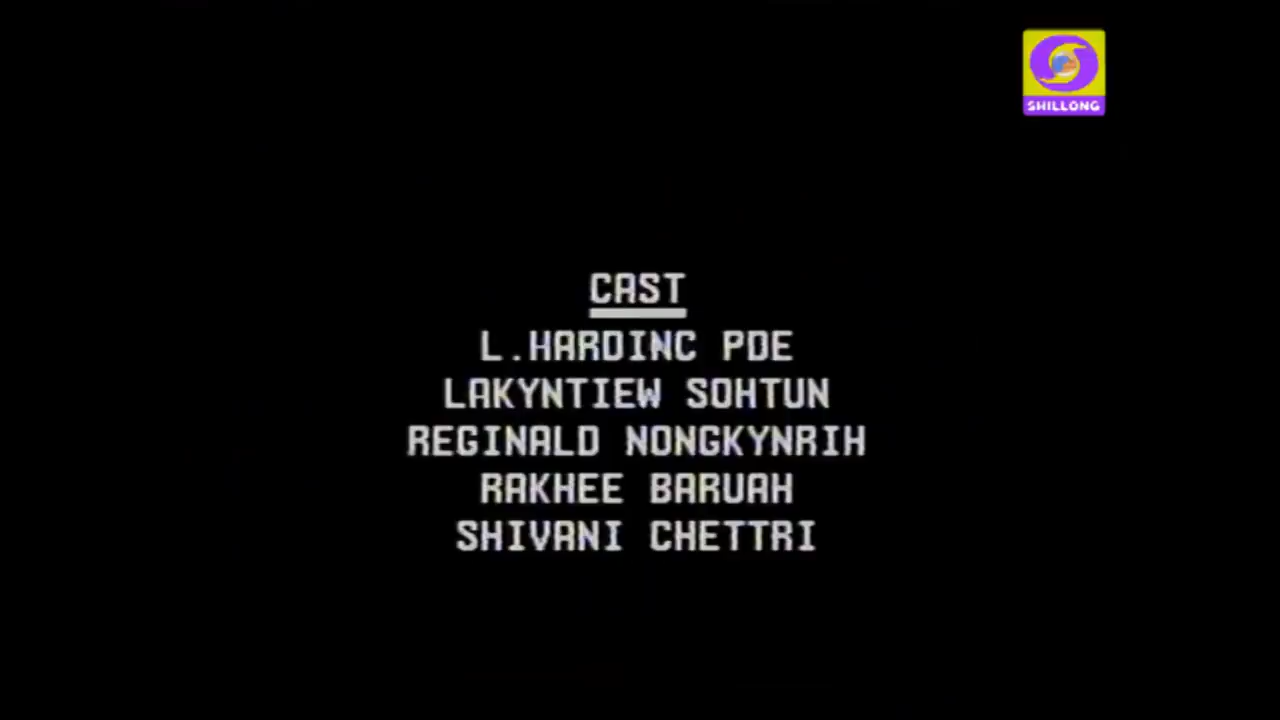 SHILLONG
CAST
L.HARDINC PDE
LAKYNTIEW SOHTUN
REGINALD NONGKYNRIH
RAKHEE BARUAH
SHIVANI CHETTRI